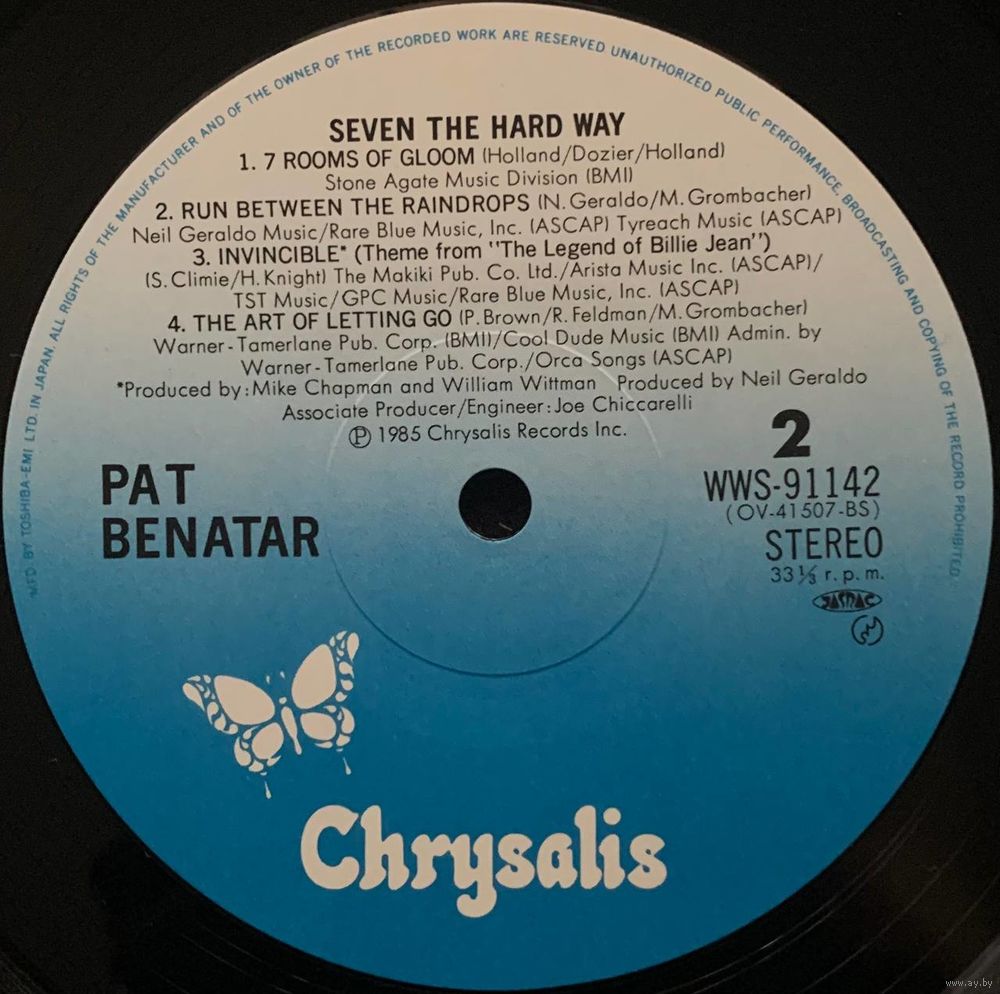 MFD. BY TOSHIBA-EMI LTD. IN JAPAN. ALL RIGHTS OF THE MANUFACTURER AND OF THE OWNER OF THE RECORDED WORK ARE RESERVED UNAUTHORIZED PUBLIC PERFORMANCE, BROADCASTING AND COPYING OF THE RECORD PROHIBITED
SEVEN THE HARD WAY
1. 7 ROOMS OF GLOOM (Holland/Dozier/Holland)
Stone Agate Music Division (BMI)
2. RUN BETWEEN THE RAINDROPS (N. Geraldo/M. Grombacher)
Neil Geraldo Music/Rare Blue Music, Inc. (ASCAP) Tyreach Music (ASCAP)
3. INVINCIBLE* (Theme from "The Legend of Billie Jean")
(S. Climie/H. Knight) The Makiki Pub. Co. Ltd./Arista Music Inc. (ASCAP)/
TST Music/GPC Music/Rare Blue Music, Inc. (ASCAP)
4. THE ART OF LETTING GO (P. Brown/R. Feldman/M. Grombacher)
Warner-Tamerlane Pub. Corp. (BMI)/Cool Dude Music (BMI) Admin. by
Warner-Tamerlane Pub. Corp./Orca Songs (ASCAP)
*Produced by: Mike Chapman and William Wittman Produced by Neil Geraldo
Associate Producer/Engineer: Joe Chiccarelli
℗ 1985 Chrysalis Records Inc.
2
PAT
BENATAR
WWS-91142
(OV-41507-BS)
STEREO
33⅓ r.p.m.
JASRAC
Chrysalis
www.ay.by